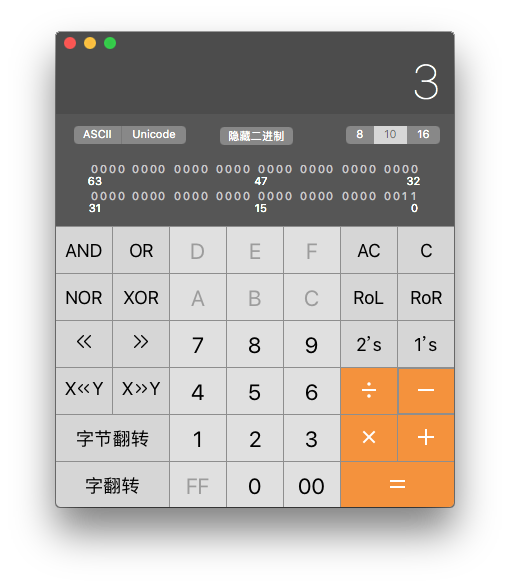 3
ASCII Unicode 隐藏二进制 8 10 16
0000 0000 0000 0000 0000 0000 0000 0000
63 47 32
0000 0000 0000 0000 0000 0000 0000 0011
31 15 0
AND OR D E F AC C
NOR XOR A B C RoL RoR
« » 7 8 9 2's 1's
X«Y X»Y 4 5 6 ÷ −
字节翻转 1 2 3 × +
字翻转 FF 0 00 =